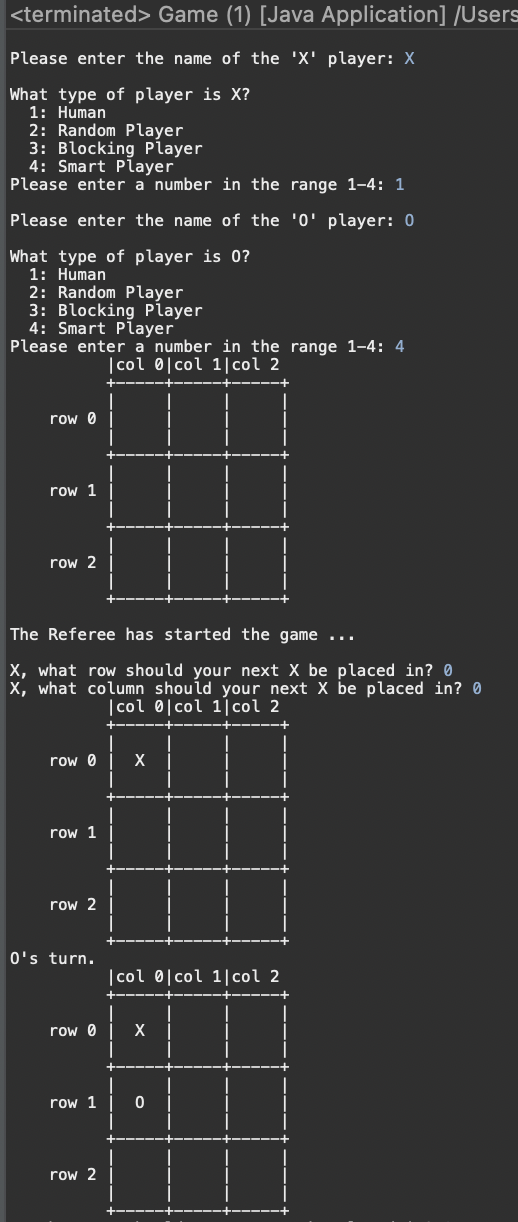 <terminated> Game (1) [Java Application] /Users
Please enter the name of the 'X' player: X
What type of player is X?
1: Human
2: Random Player
3: Blocking Player
4: Smart Player
Please enter a number in the range 1-4: 1
Please enter the name of the 'O' player: O
What type of player is O?
1: Human
2: Random Player
3: Blocking Player
4: Smart Player
Please enter a number in the range 1-4: 4
|col 0|col 1|col 2
row 0
row 1
row 2
The Referee has started the game ...
X, what row should your next X be placed in? 0
X, what column should your next X be placed in? 0
|col 0|col 1|col 2
row 0 | X | | |
row 1
row 2
O's turn.
|col 0|col 1|col 2
row 0 | X | | |
row 1 | O | | |
row 2